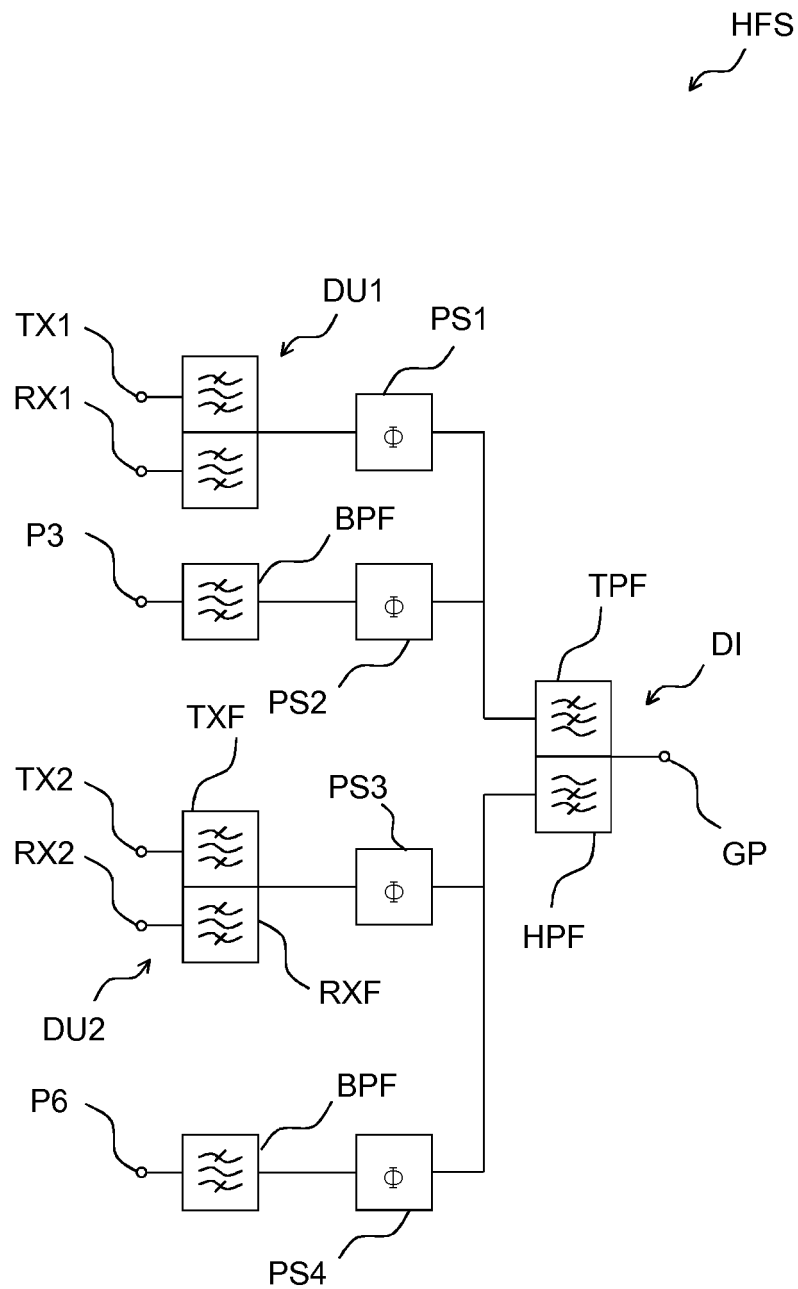 HFS
DU1
TX1
PS1
RX1
Φ
BPF
P3
Φ
TPF
DI
PS2
TXF
TX2
PS3
RX2
GP
Φ
HPF
RXF
DU2
BPF
P6
Φ
PS4